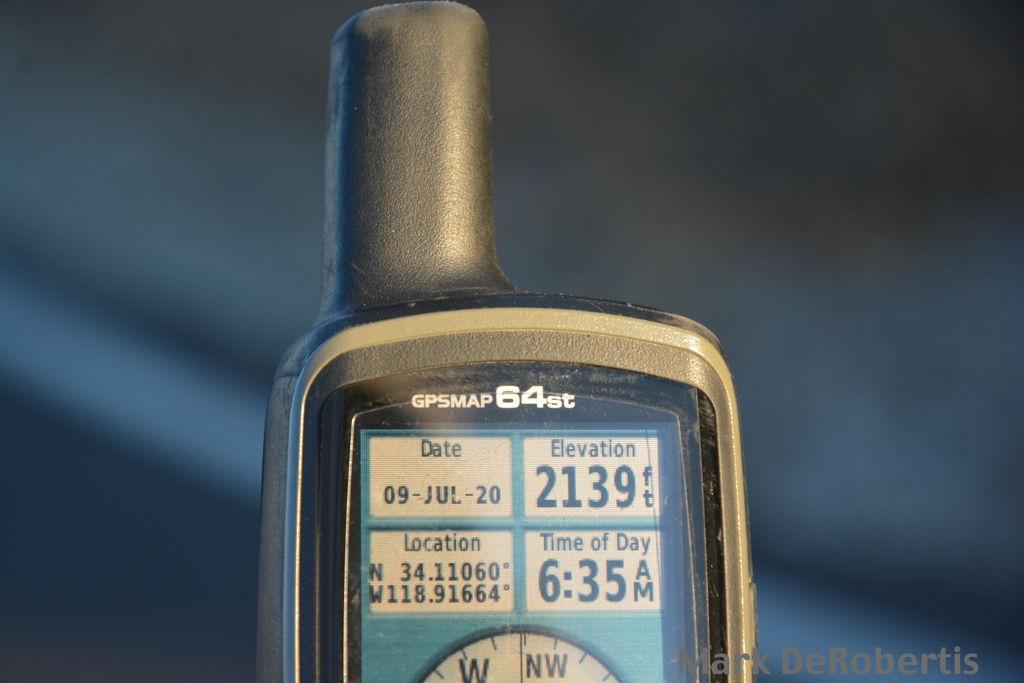 GPSMAP 64st
Date
09-JUL-20
Elevation
2139 ft
Location
N 34.11060°
W118.91664°
Time of Day
6:35 AM
W NW
Mark DeRobertis